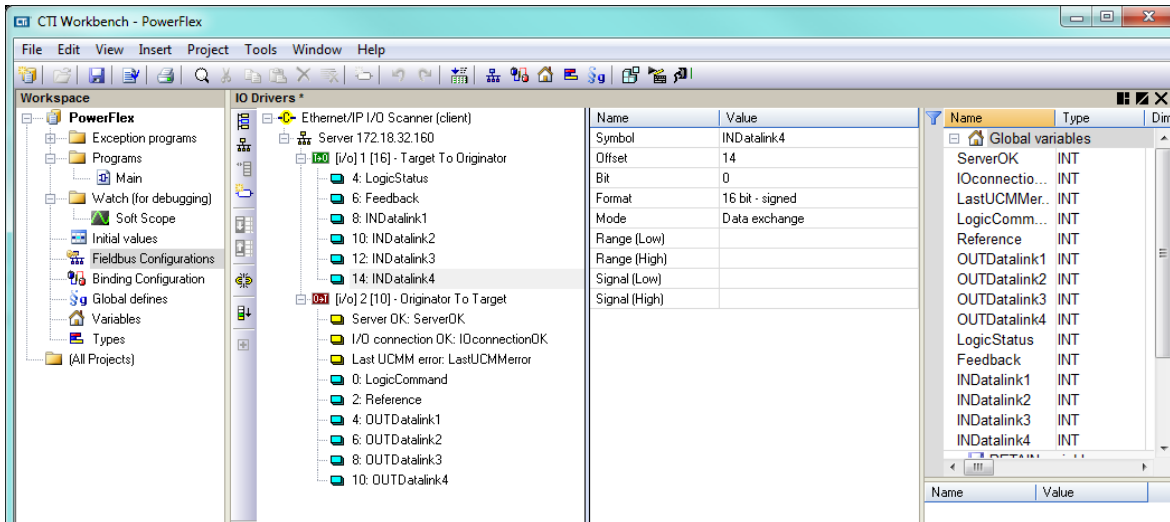 CTI Workbench - PowerFlex
File Edit View Insert Project Tools Window Help
Workspace
PowerFlex
Exception programs
Programs
Main
Watch (for debugging)
Soft Scope
Initial values
Fieldbus Configurations
Binding Configuration
Global defines
Variables
Types
(All Projects)
IO Drivers *
Ethernet/IP I/O Scanner (client)
Server 172.18.32.160
[i/o] 1 [16] - Target To Originator
4: LogicStatus
6: Feedback
8: INDatalink1
10: INDatalink2
12: INDatalink3
14: INDatalink4
[i/o] 2 [10] - Originator To Target
Server OK: ServerOK
I/O connection OK: IOconnectionOK
Last UCMM error: LastUCMMerror
0: LogicCommand
2: Reference
4: OUTDatalink1
6: OUTDatalink2
8: OUTDatalink3
10: OUTDatalink4
Name Value
Symbol INDatalink4
Offset 14
Bit 0
Format 16 bit - signed
Mode Data exchange
Range (Low)
Range (High)
Signal (Low)
Signal (High)
Name Type Dim
Global variables
ServerOK INT
IOconnectio... INT
LastUCMMer.. INT
LogicComm... INT
Reference INT
OUTDatalink1 INT
OUTDatalink2 INT
OUTDatalink3 INT
OUTDatalink4 INT
LogicStatus INT
Feedback INT
INDatalink1 INT
INDatalink2 INT
INDatalink3 INT
INDatalink4 INT
Name Value